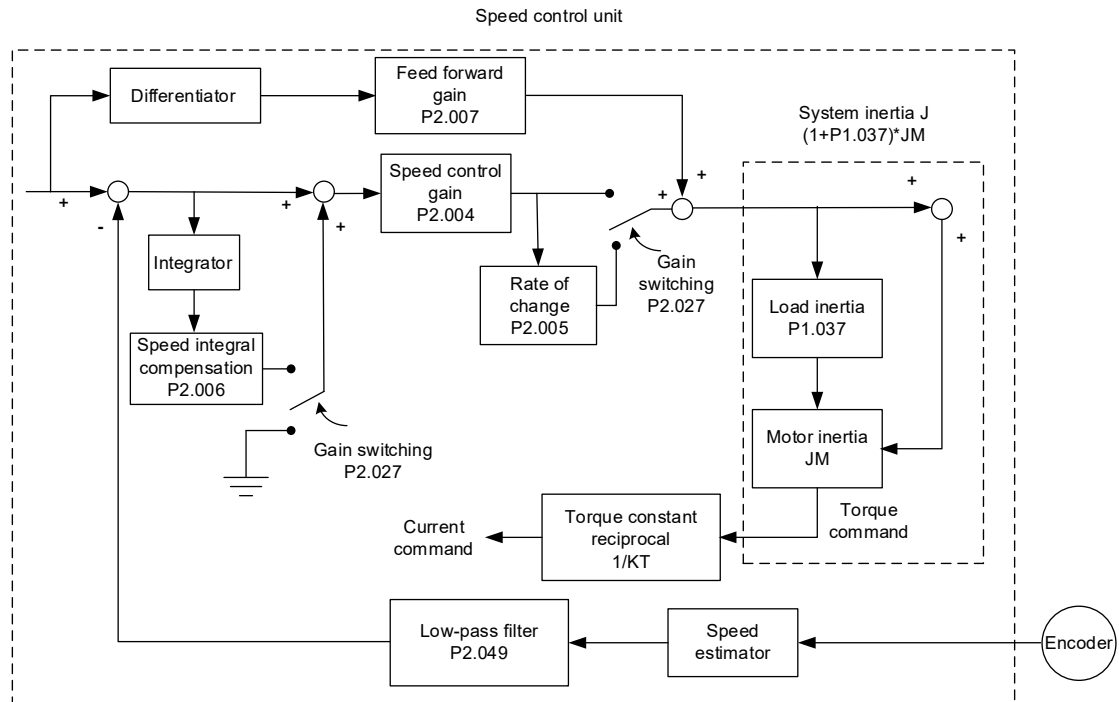 Speed control unit
Differentiator
Feed forward
gain
P2.007
System inertia J
(1+P1.037)*JM
+
-
+
+
Speed control
gain
P2.004
+
+
+
+
Integrator
Speed integral
compensation
P2.006
Gain switching
P2.027
Rate of
change
P2.005
Gain
switching
P2.027
Load inertia
P1.037
Motor inertia
JM
Torque
command
Torque constant
reciprocal
1/KT
Current
command
Low-pass filter
P2.049
Speed
estimator
Encoder